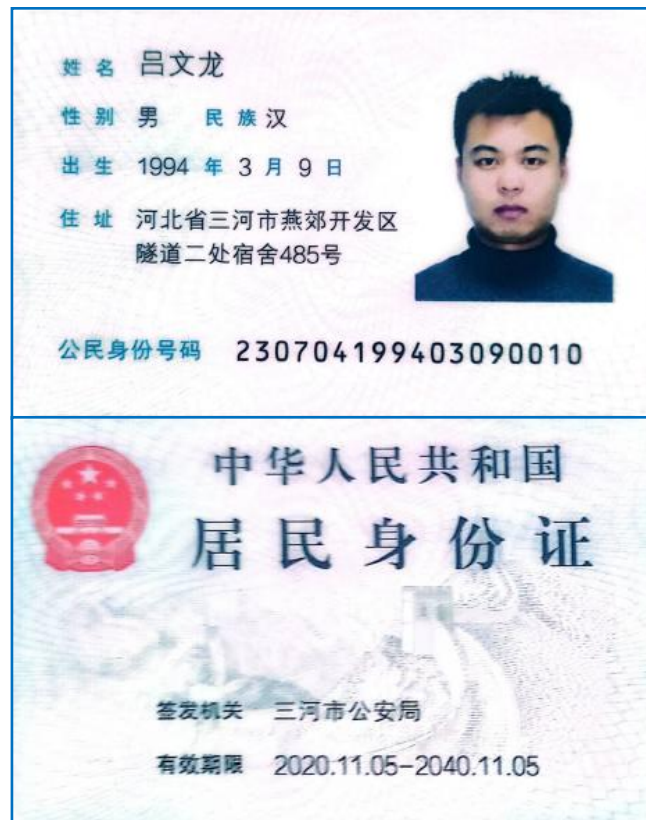 姓名 吕文龙
性别 男 民族 汉
出生 1994 年 3 月 9 日
住址 河北省三河市燕郊开发区
隧道二处宿舍485号
公民身份号码 230704199403090010
中华人民共和国
居民身份证
签发机关 三河市公安局
有效期限 2020.11.05-2040.11.05